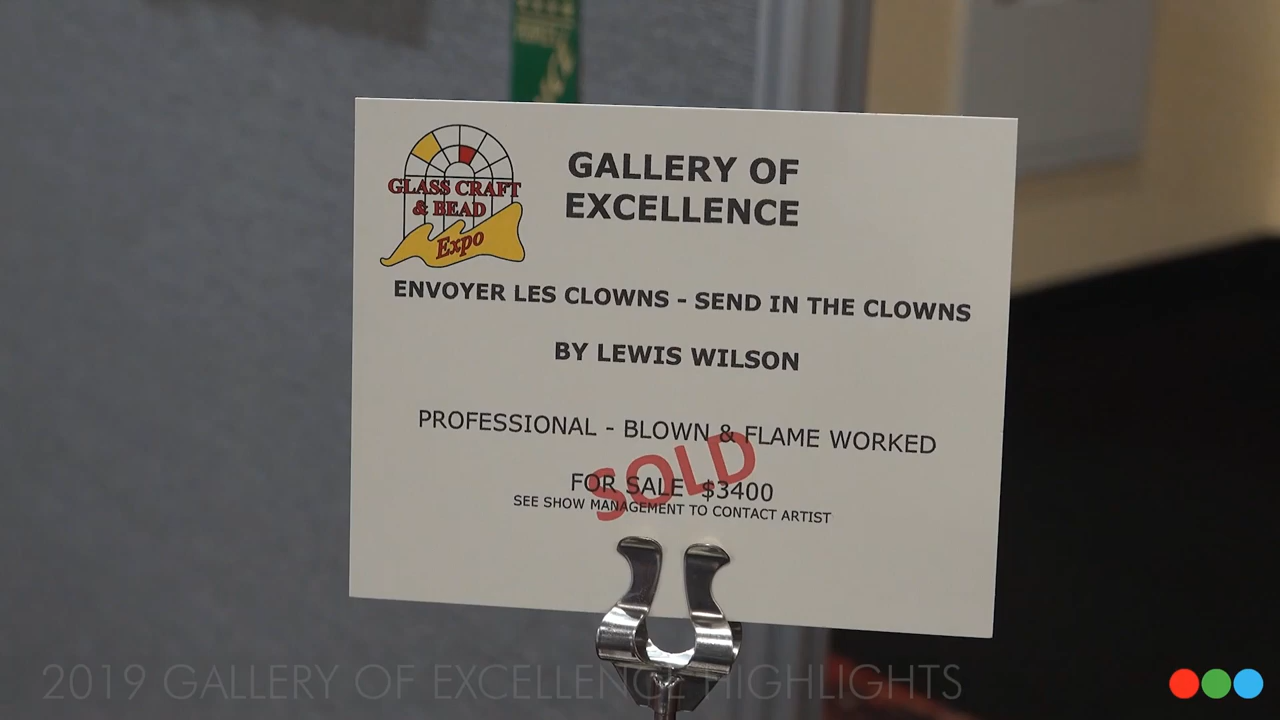 GLASS CRAFT
& BEAD
Expo
GALLERY OF
EXCELLENCE
ENVOYER LES CLOWNS - SEND IN THE CLOWNS
BY LEWIS WILSON
PROFESSIONAL - BLOWN & FLAME WORKED
SOLD
FOR SALE $3400
SEE SHOW MANAGEMENT TO CONTACT ARTIST
2019 GALLERY OF EXCELLENCE HIGHLIGHTS